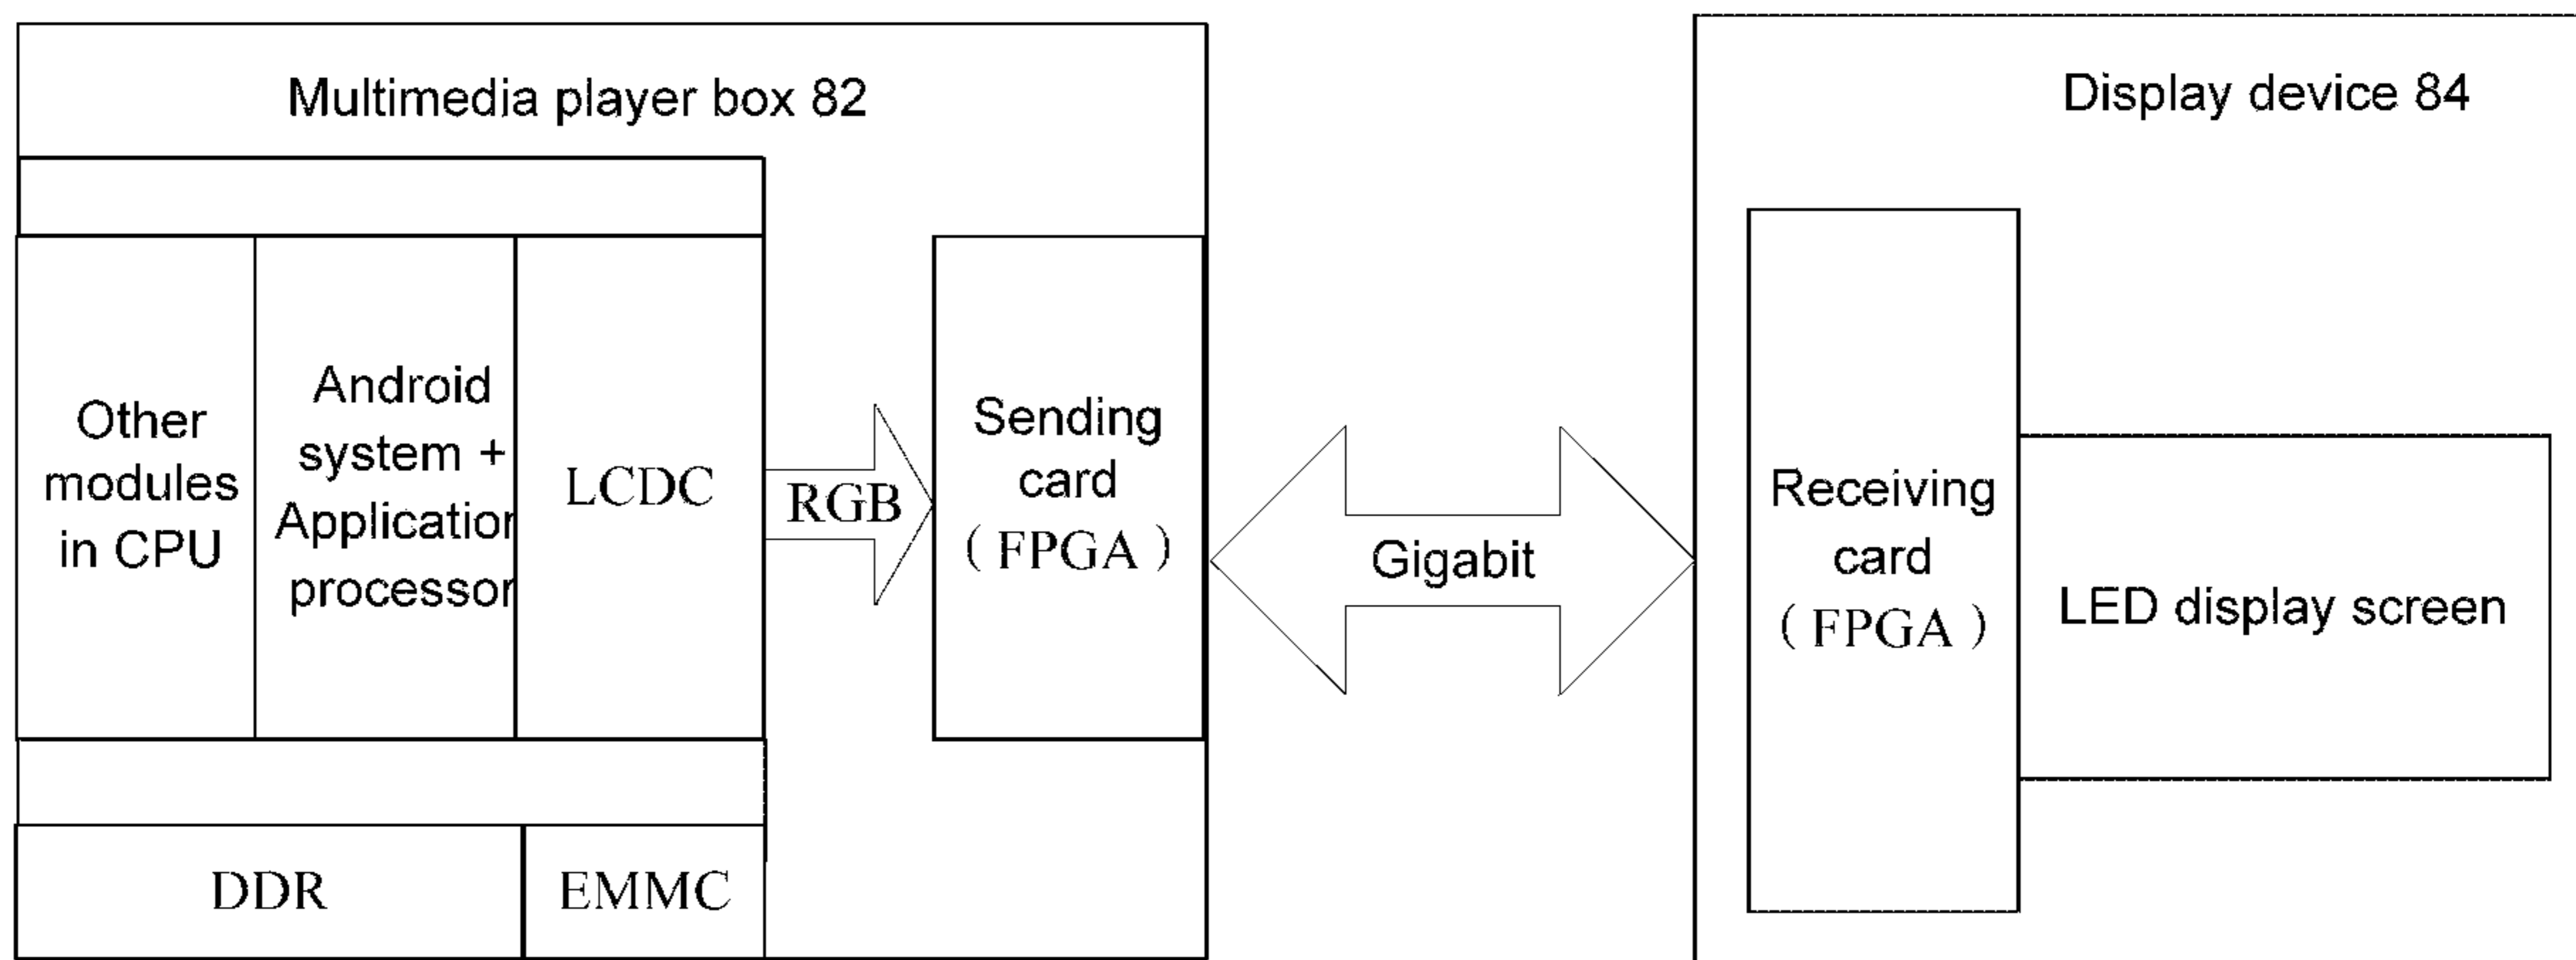 Multimedia player box 82
Other
modules
in CPU
Android
system +
Application
processor
LCDC
RGB
Sending
card
( FPGA )
DDR
EMMC
Gigabit
Display device 84
Receiving
card
( FPGA )
LED display screen